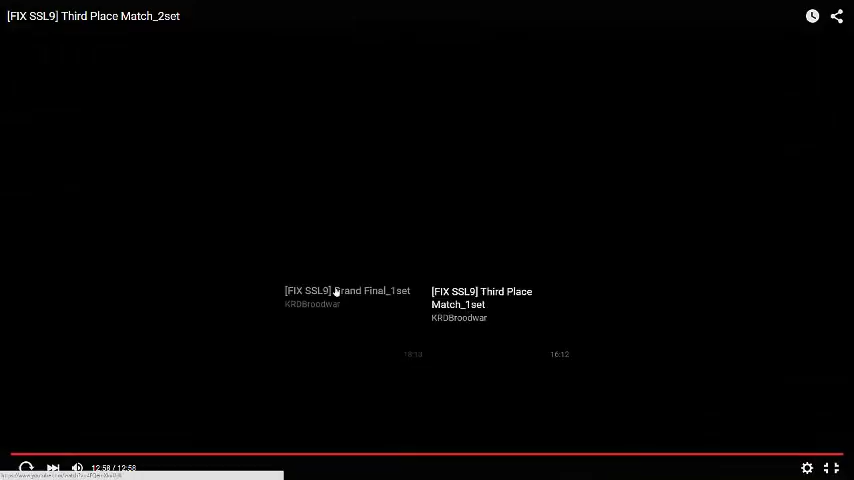 [FIX SSL9] Third Place Match_2set
[FIX SSL9] Grand Final_1set
KRDBroodwar
[FIX SSL9] Third Place
Match_1set
KRDBroodwar
16:12
12:58 / 12:58